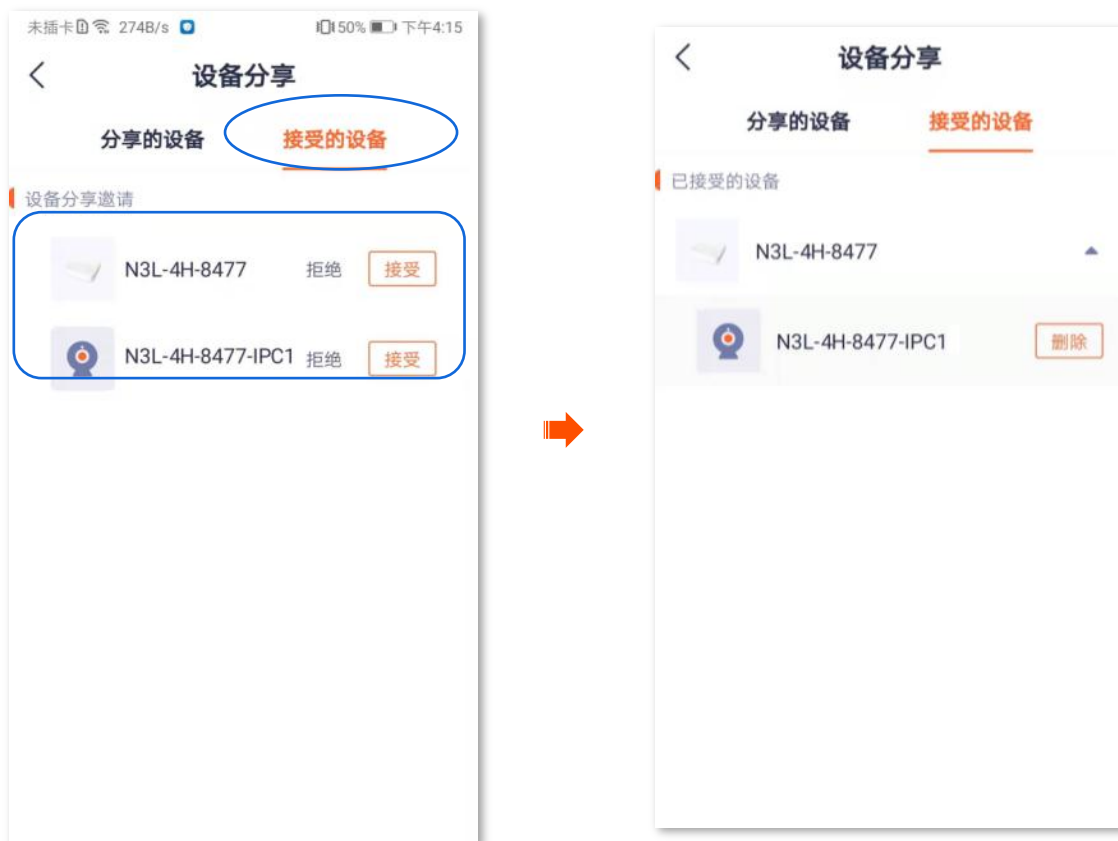 未插卡 274B/s 50% 下午4:15
设备分享
分享的设备 接受的设备
设备分享邀请
N3L-4H-8477 拒绝 接受
N3L-4H-8477-IPC1 拒绝 接受
设备分享
分享的设备 接受的设备
已接受的设备
N3L-4H-8477
N3L-4H-8477-IPC1 删除